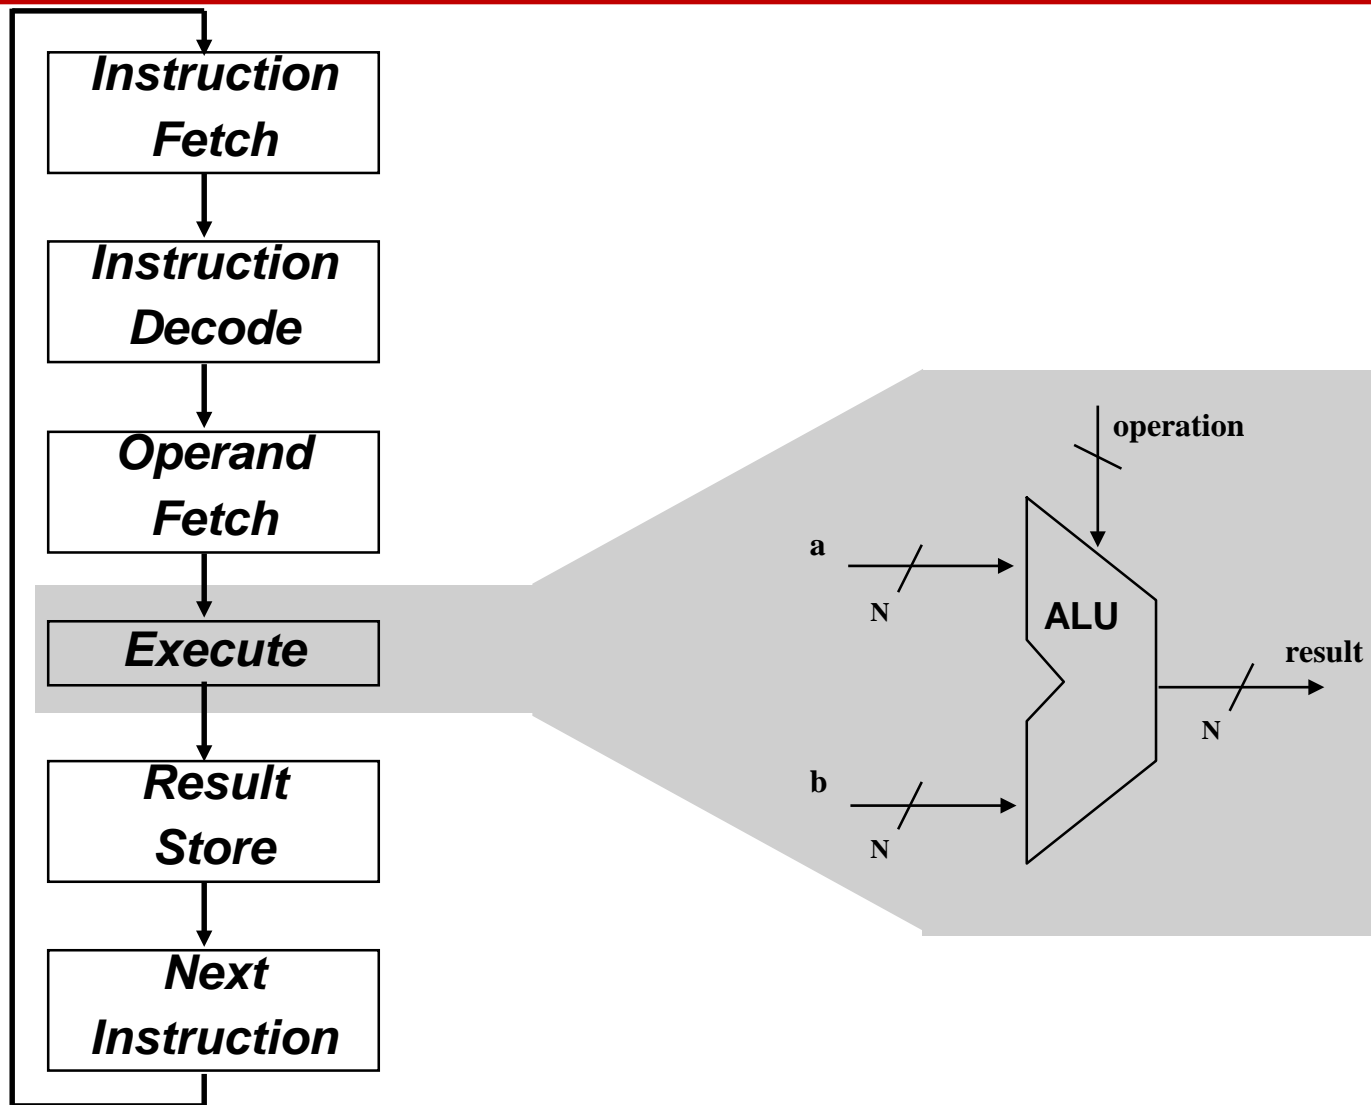 Instruction
Fetch
Instruction
Decode
Operand
Fetch
Execute
Result
Store
Next
Instruction
operation
a
N
ALU
result
N
b
N